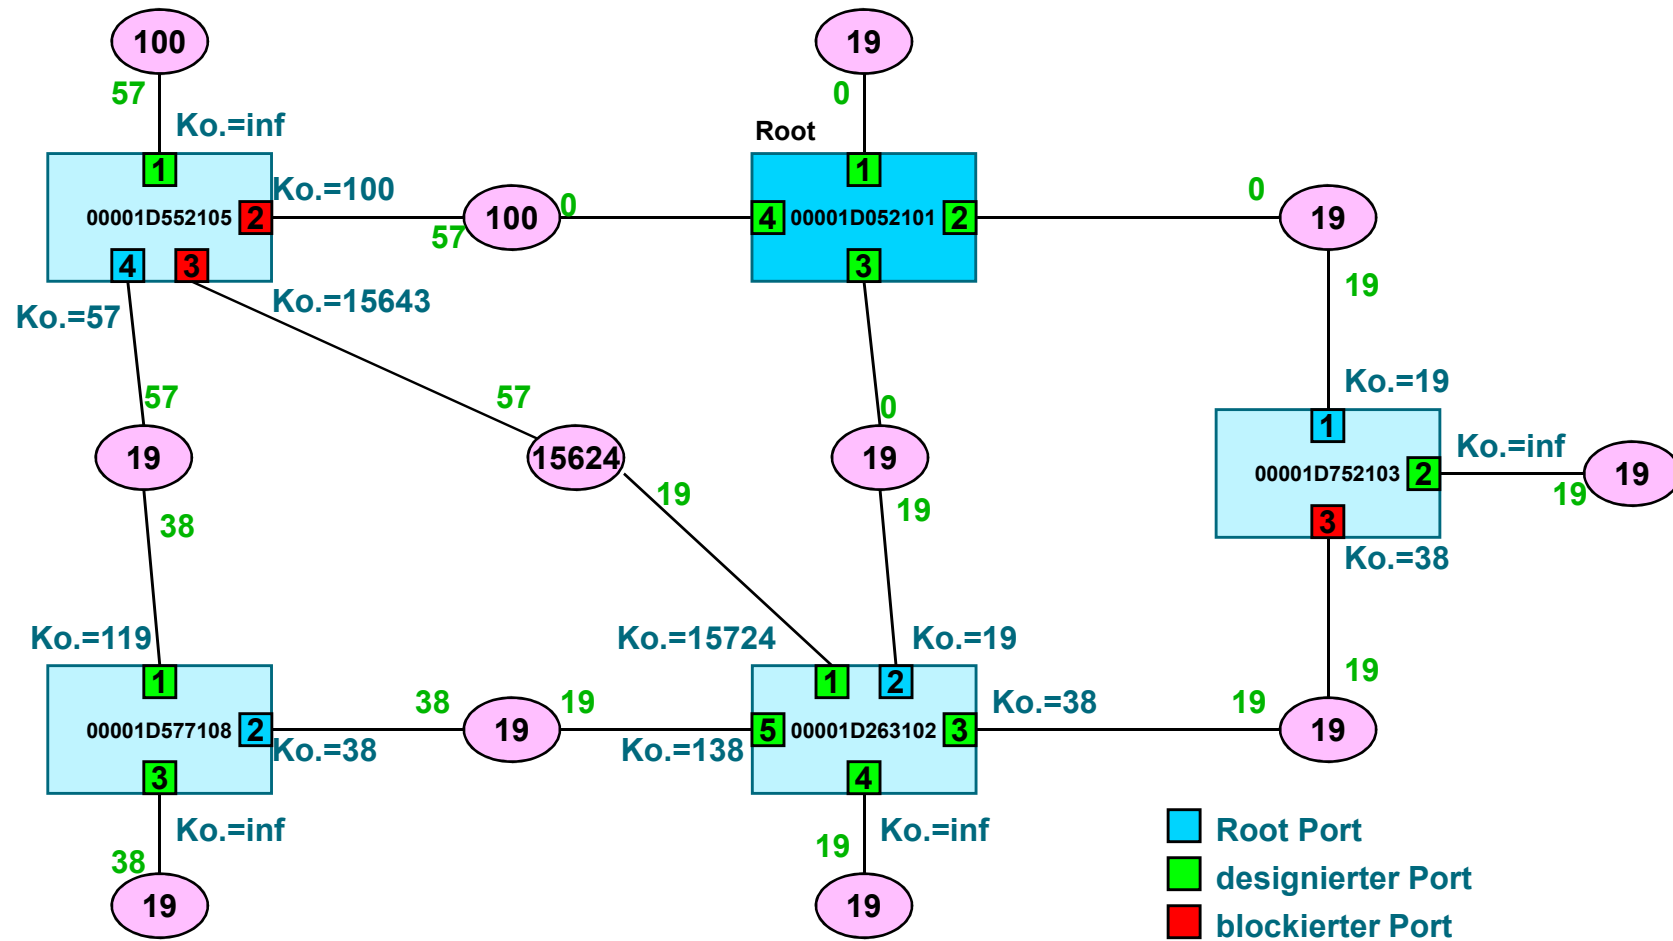 100
19
57
0
Ko.=inf
Root
1
1
Ko.=100
0
0
00001D552105
2
100
4
00001D052101
2
19
57
4
3
3
Ko.=15643
19
Ko.=57
Ko.=19
57
57
0
1
Ko.=inf
19
15624
19
00001D752103
2
19
19
19
19
38
3
Ko.=38
Ko.=119
Ko.=15724
Ko.=19
1
1
2
19
38
19
Ko.=38
19
00001D577108
2
19
5
00001D263102
3
19
Ko.=38
Ko.=138
3
4
Ko.=inf
Ko.=inf
Root Port
38
19
designierter Port
19
19
blockierter Port